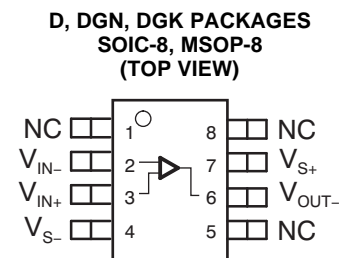 D, DGN, DGK PACKAGES
SOIC-8, MSOP-8
(TOP VIEW)
NC 1 8 NC
VIN– 2 7 VS+
VIN+ 3 6 VOUT–
VS– 4 5 NC